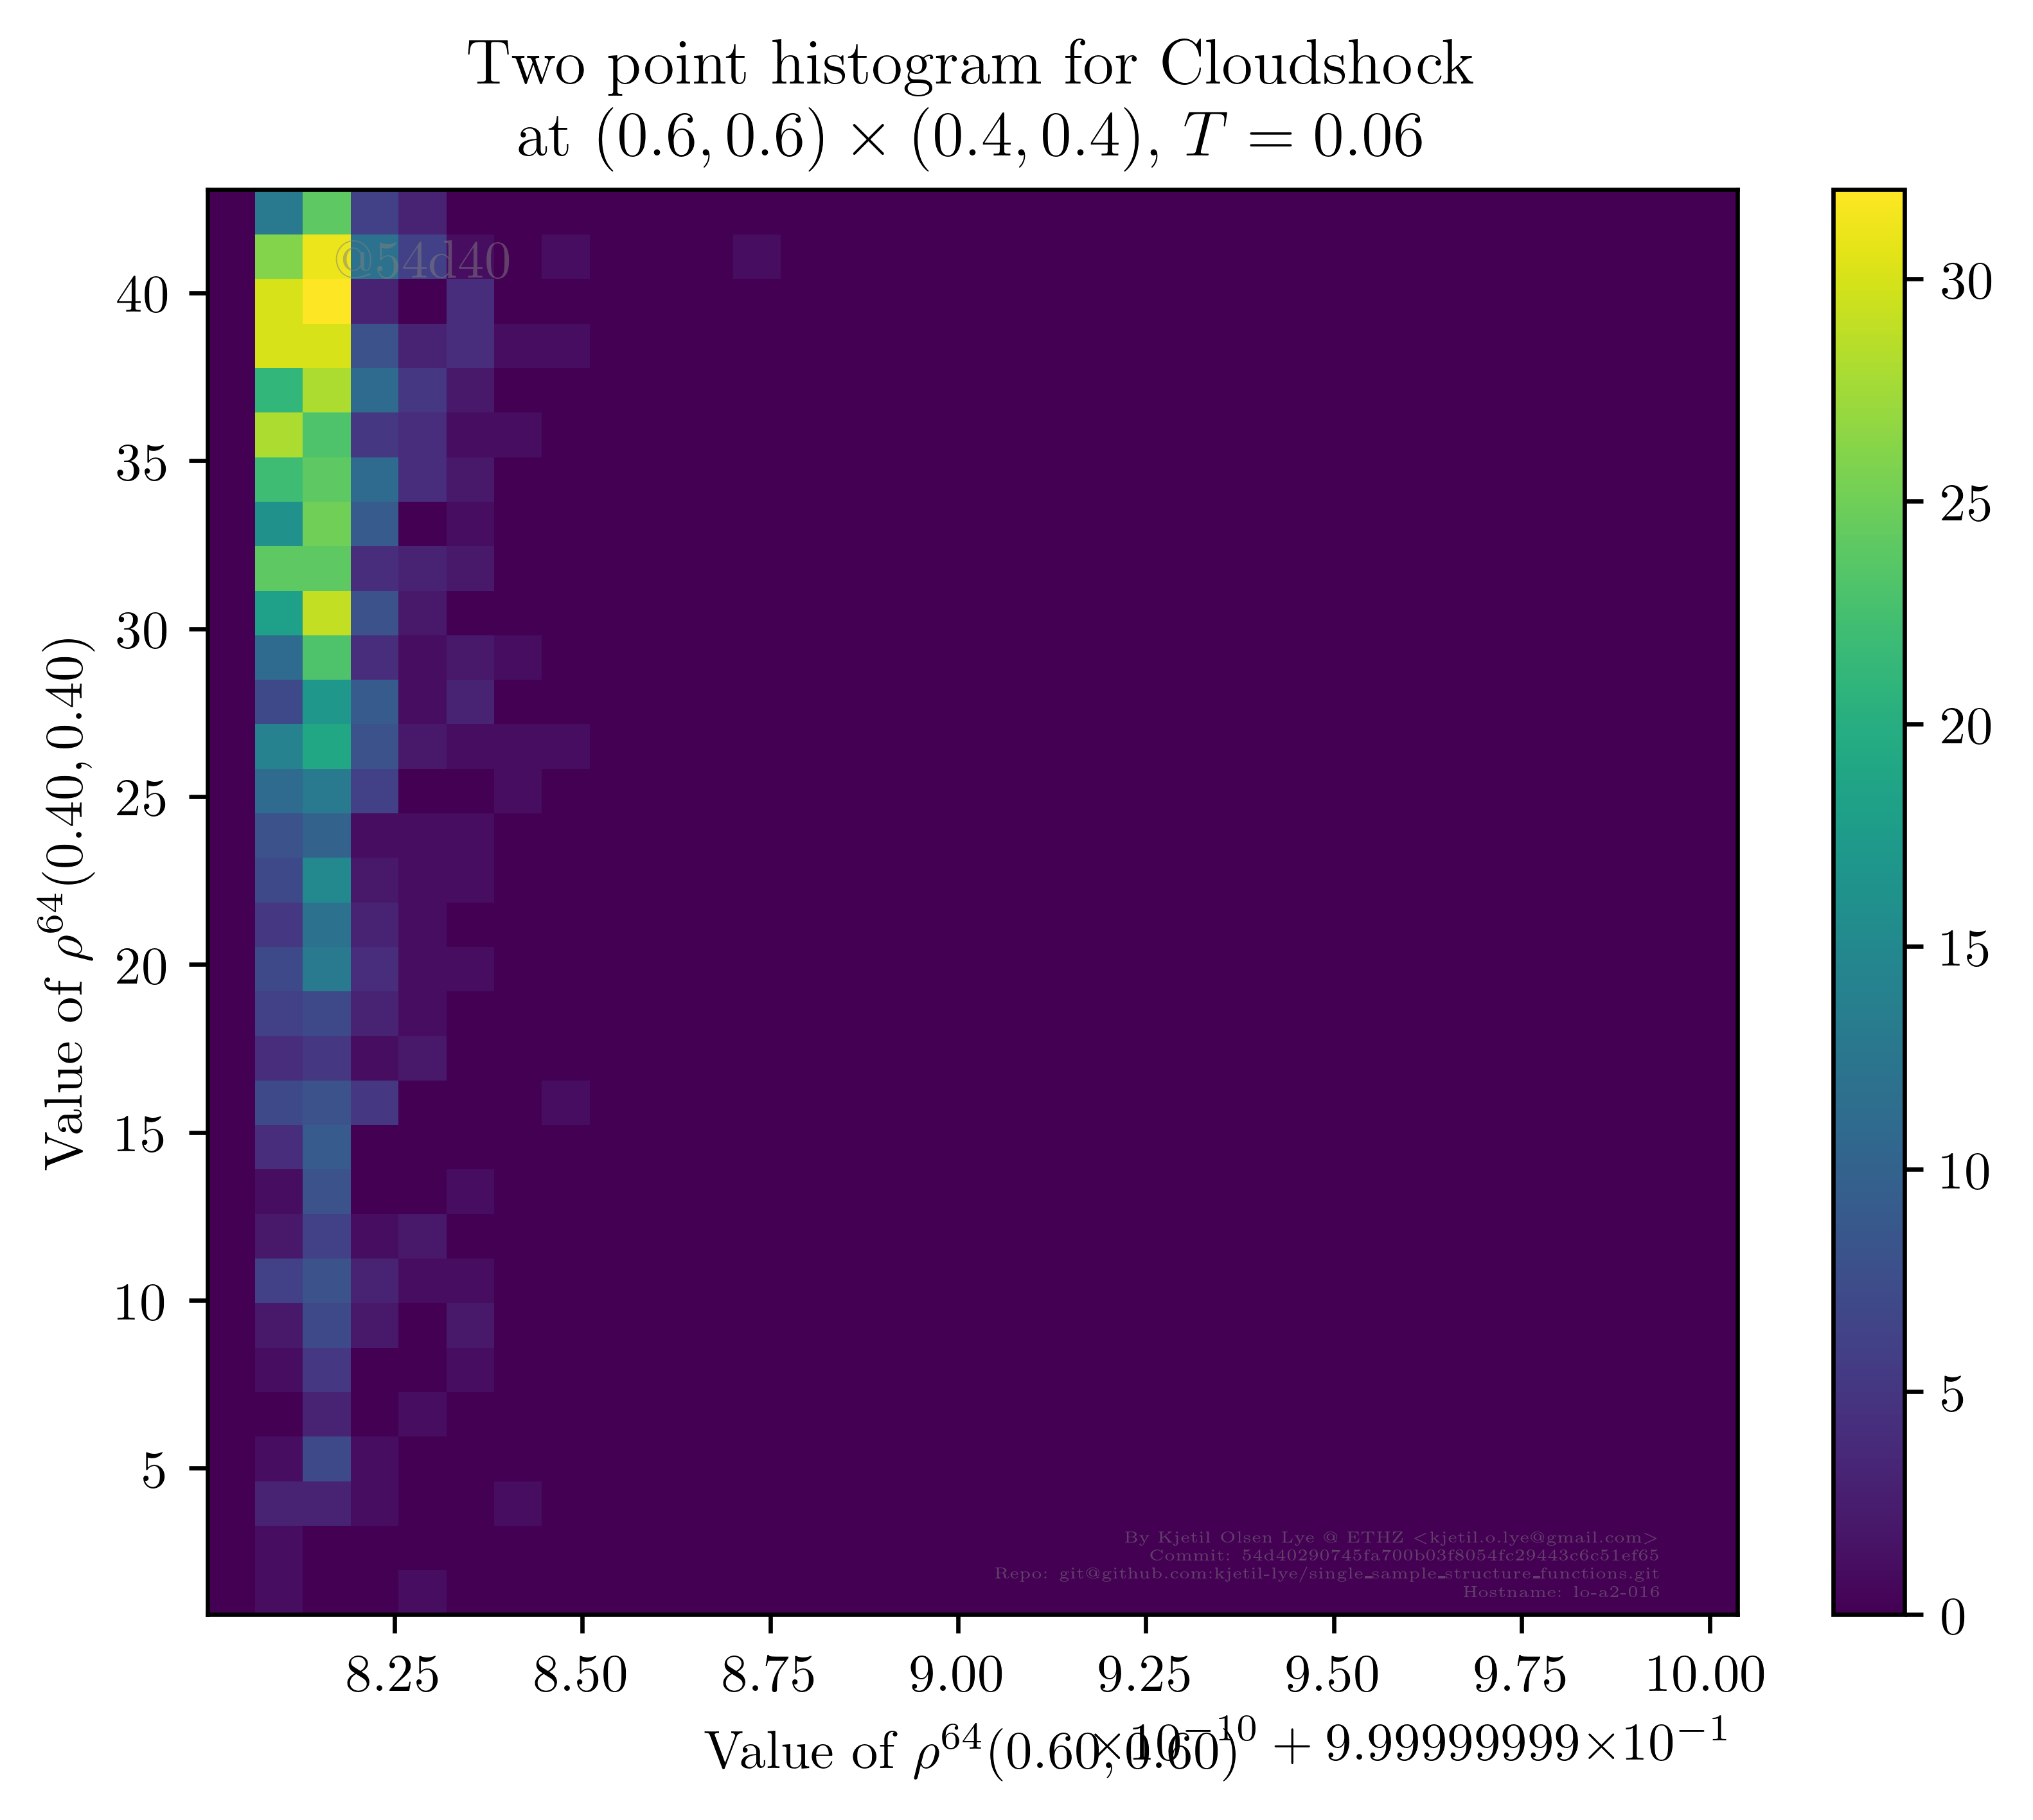 Two point histogram for Cloudshock
at (0.6, 0.6) × (0.4, 0.4), T = 0.06
@54d40
40
35
30
25
20
15
10
5
Value of ρ^64(0.40, 0.40)
By Kjetil Olsen Lye @ ETHZ <kjetil.o.lye@gmail.com>
Commit: 54d40290745fa700b03f8054fc29443c6c51ef65
Repo: git@github.com:kjetil-lye/single_sample_structure_functions.git
Hostname: lo-a2-016
8.25 8.50 8.75 9.00 9.25 9.50 9.75 10.00
Value of ρ^64(0.60, 0.60)
×10^−10 + 9.99999999×10^−1
30
25
20
15
10
5
0